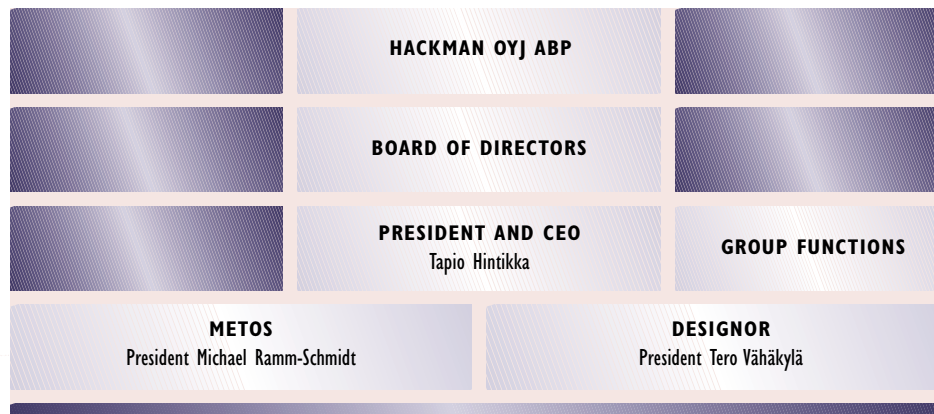 HACKMAN OYJ ABP
BOARD OF DIRECTORS
PRESIDENT AND CEO
Tapio Hintikka
GROUP FUNCTIONS
METOS
President Michael Ramm-Schmidt
DESIGNOR
President Tero Vähäkylä